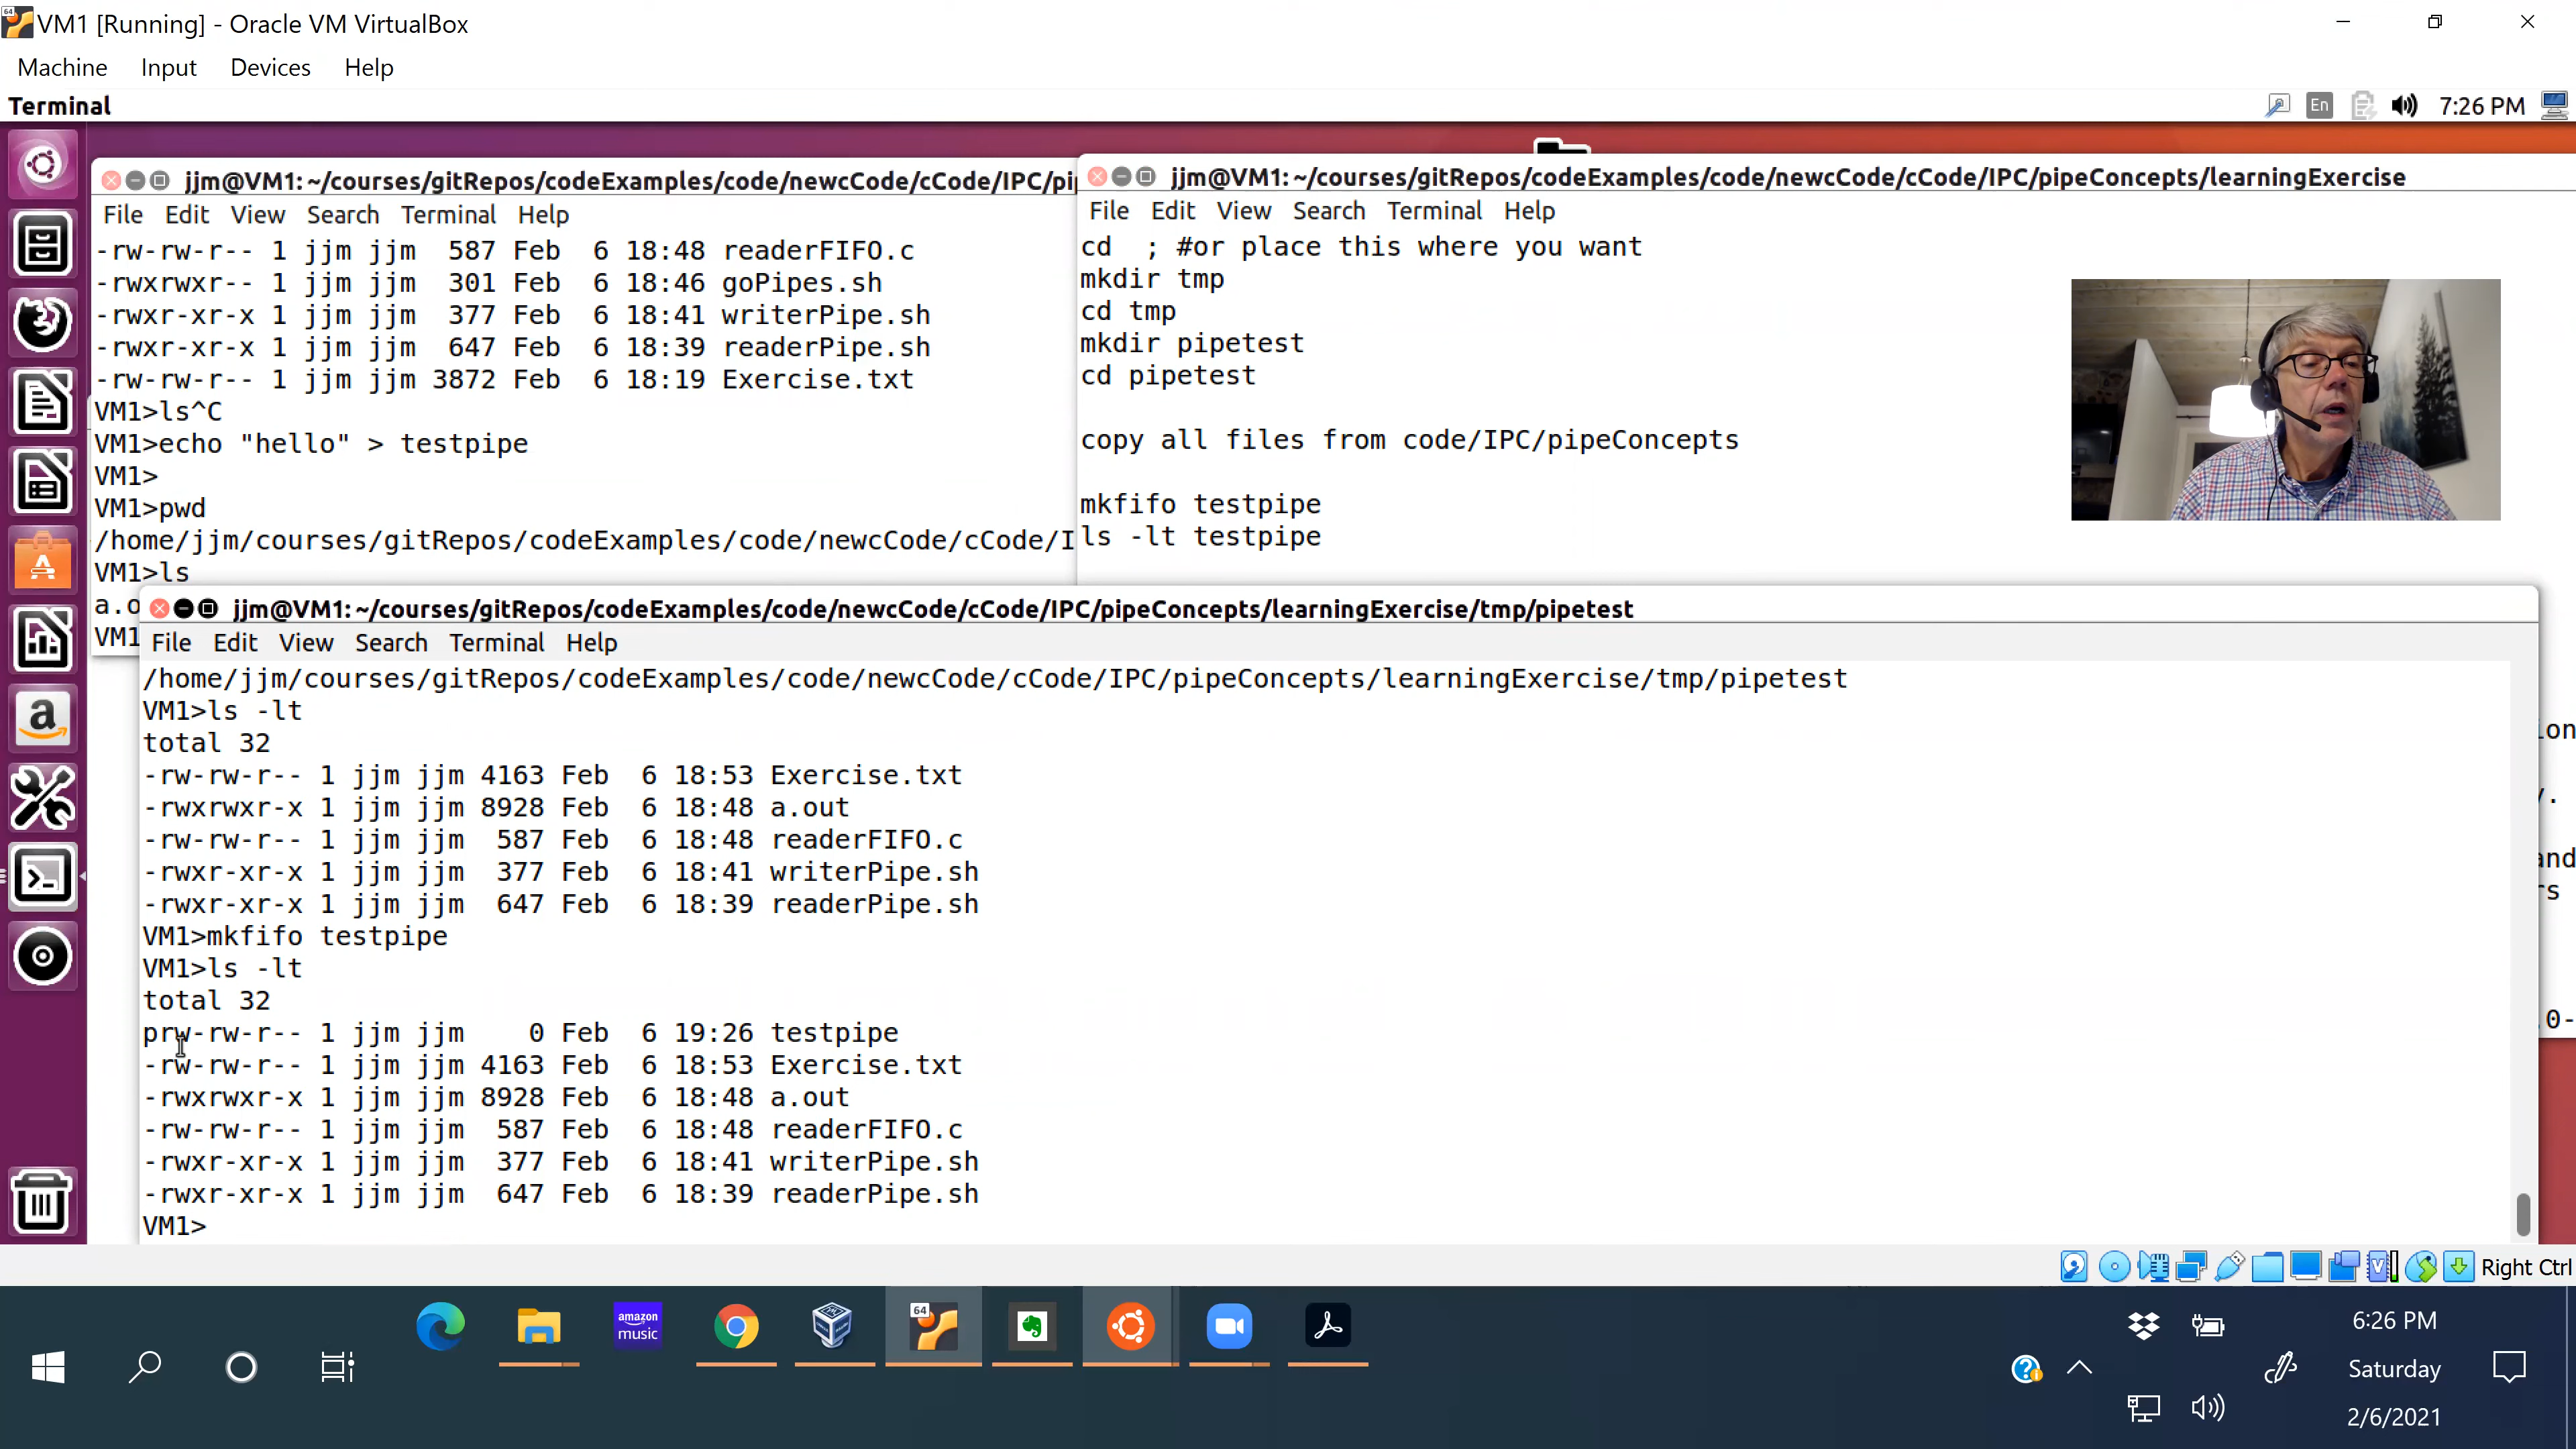 64
VM1 [Running] - Oracle VM VirtualBox
Machine Input Devices Help
Terminal
En
7:26 PM
jjm@VM1: ~/courses/gitRepos/codeExamples/code/newcCode/cCode/IPC/pip
File Edit View Search Terminal Help
-rw-rw-r-- 1 jjm jjm  587 Feb  6 18:48 readerFIFO.c
-rwxrwxr-- 1 jjm jjm  301 Feb  6 18:46 goPipes.sh
-rwxr-xr-x 1 jjm jjm  377 Feb  6 18:41 writerPipe.sh
-rwxr-xr-x 1 jjm jjm  647 Feb  6 18:39 readerPipe.sh
-rw-rw-r-- 1 jjm jjm 3872 Feb  6 18:19 Exercise.txt
VM1>ls^C
VM1>echo "hello" > testpipe
VM1>
VM1>pwd
/home/jjm/courses/gitRepos/codeExamples/code/newcCode/cCode/I
VM1>ls
a.o
VM1
jjm@VM1: ~/courses/gitRepos/codeExamples/code/newcCode/cCode/IPC/pipeConcepts/learningExercise
File Edit View Search Terminal Help
cd  ; #or place this where you want
mkdir tmp
cd tmp
mkdir pipetest
cd pipetest
copy all files from code/IPC/pipeConcepts
mkfifo testpipe
ls -lt testpipe
jjm@VM1: ~/courses/gitRepos/codeExamples/code/newcCode/cCode/IPC/pipeConcepts/learningExercise/tmp/pipetest
File Edit View Search Terminal Help
/home/jjm/courses/gitRepos/codeExamples/code/newcCode/cCode/IPC/pipeConcepts/learningExercise/tmp/pipetest
VM1>ls -lt
total 32
-rw-rw-r-- 1 jjm jjm 4163 Feb  6 18:53 Exercise.txt
-rwxrwxr-x 1 jjm jjm 8928 Feb  6 18:48 a.out
-rw-rw-r-- 1 jjm jjm  587 Feb  6 18:48 readerFIFO.c
-rwxr-xr-x 1 jjm jjm  377 Feb  6 18:41 writerPipe.sh
-rwxr-xr-x 1 jjm jjm  647 Feb  6 18:39 readerPipe.sh
VM1>mkfifo testpipe
VM1>ls -lt
total 32
prw-rw-r-- 1 jjm jjm    0 Feb  6 19:26 testpipe
-rw-rw-r-- 1 jjm jjm 4163 Feb  6 18:53 Exercise.txt
-rwxrwxr-x 1 jjm jjm 8928 Feb  6 18:48 a.out
-rw-rw-r-- 1 jjm jjm  587 Feb  6 18:48 readerFIFO.c
-rwxr-xr-x 1 jjm jjm  377 Feb  6 18:41 writerPipe.sh
-rwxr-xr-x 1 jjm jjm  647 Feb  6 18:39 readerPipe.sh
VM1>
ion
and
rs
0-
Right Ctrl
amazon music
64
6:26 PM
Saturday
2/6/2021